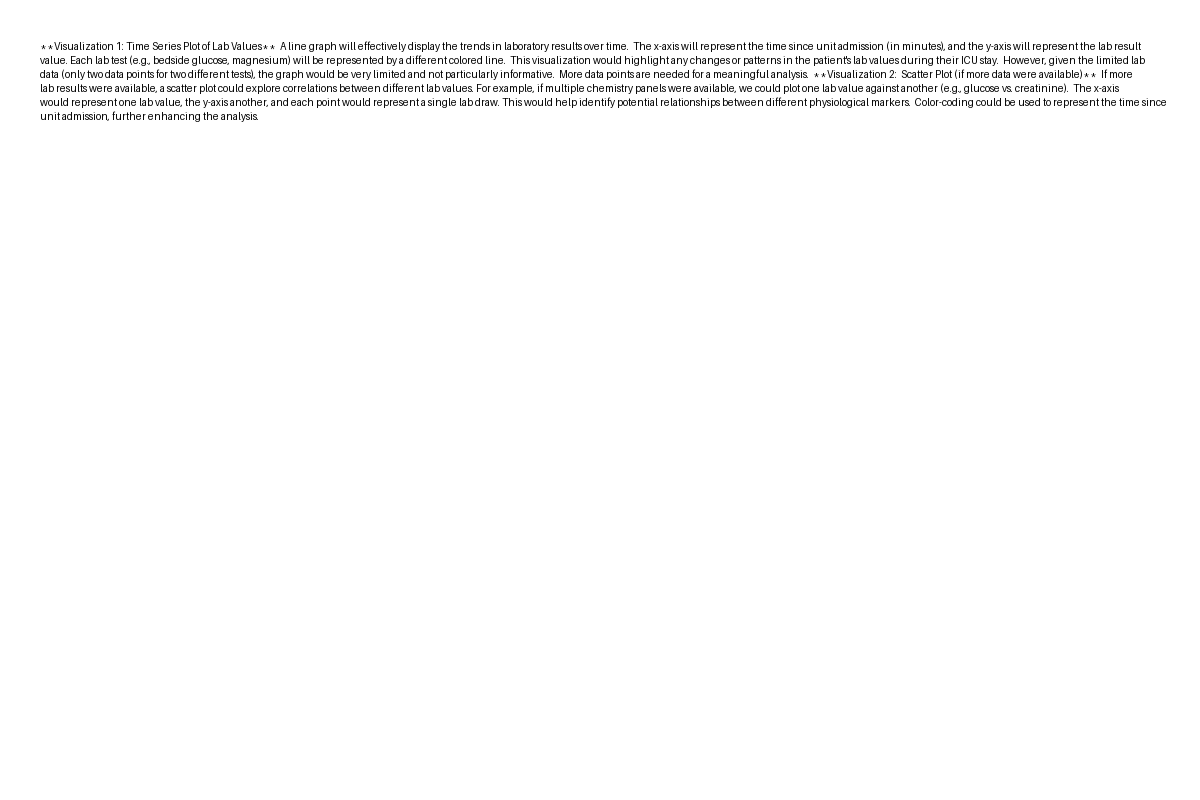 **Visualization 1: Time Series Plot of Lab Values**  A line graph will effectively display the trends in laboratory results over time.  The x-axis will represent the time since unit admission (in minutes), and the y-axis will represent the lab result
value. Each lab test (e.g., bedside glucose, magnesium) will be represented by a different colored line.  This visualization would highlight any changes or patterns in the patient's lab values during their ICU stay.  However, given the limited lab
data (only two data points for two different tests), the graph would be very limited and not particularly informative.  More data points are needed for a meaningful analysis.  **Visualization 2:  Scatter Plot (if more data were available)**  If more
lab results were available, a scatter plot could explore correlations between different lab values. For example, if multiple chemistry panels were available, we could plot one lab value against another (e.g., glucose vs. creatinine).  The x-axis
would represent one lab value, the y-axis another, and each point would represent a single lab draw.  This would help identify potential relationships between different physiological markers.  Color-coding could be used to represent the time since
unit admission, further enhancing the analysis.